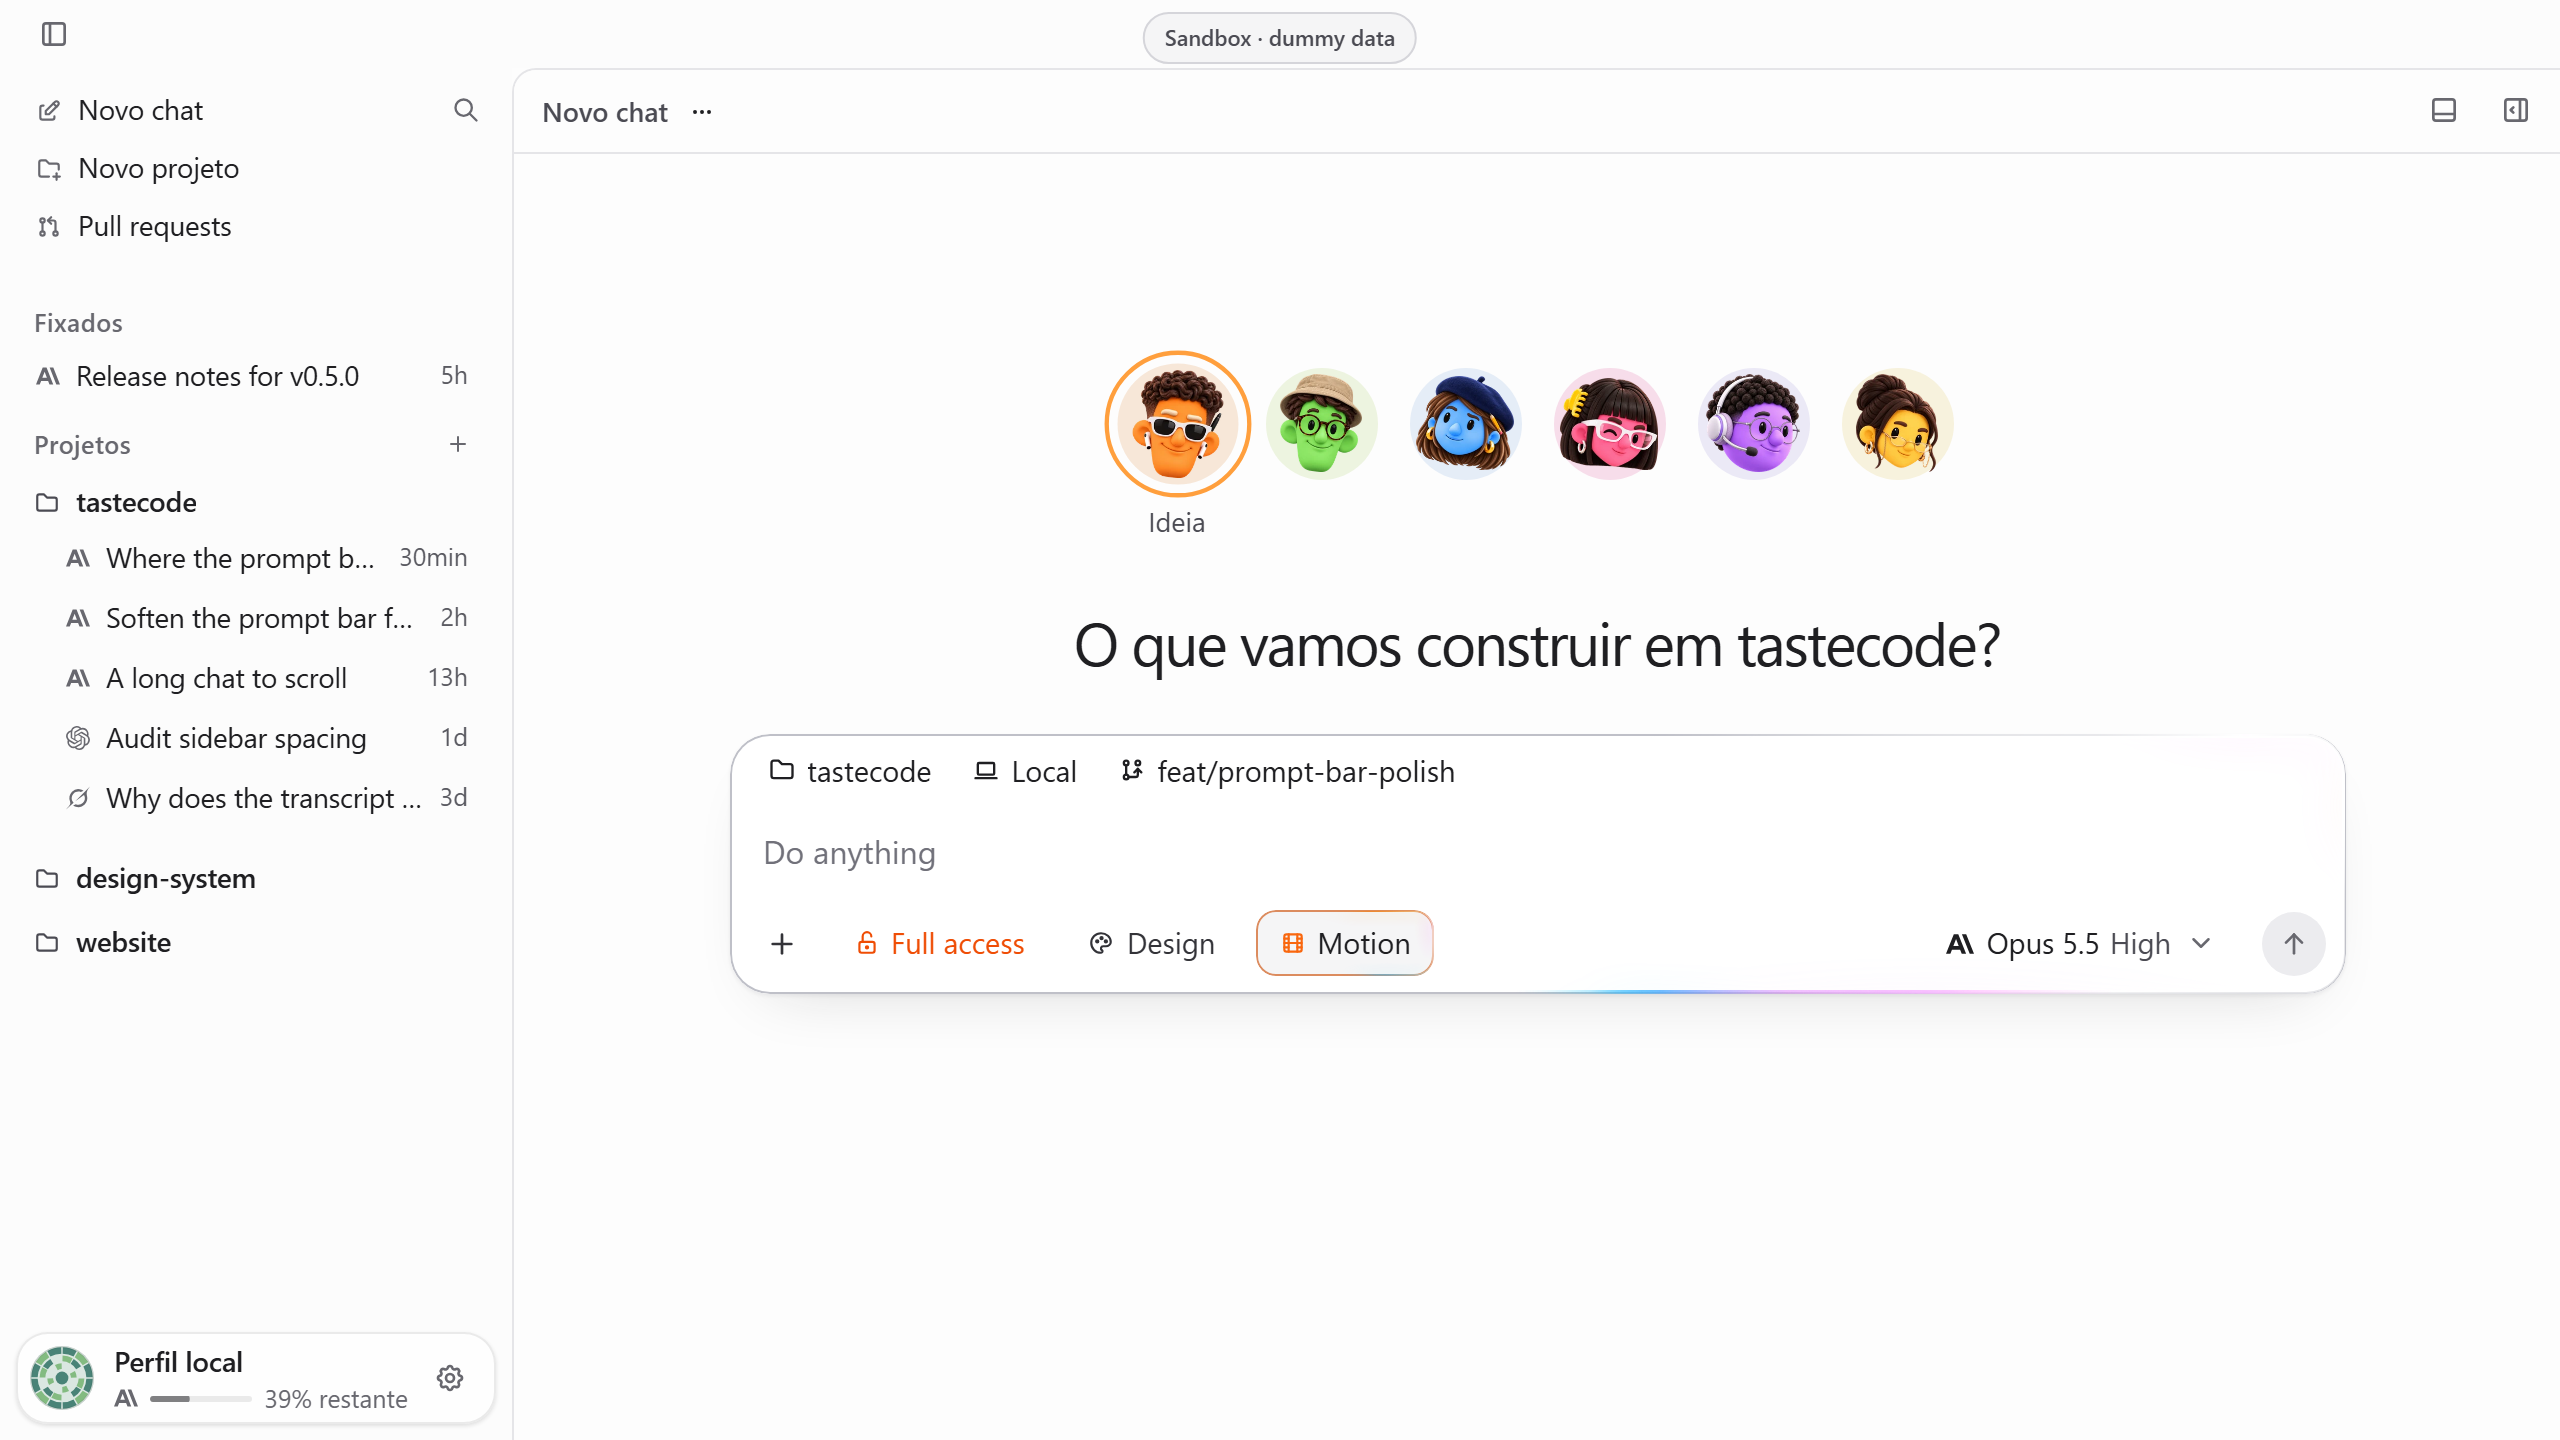 Sandbox · dummy data
Novo chat
Novo projeto
Pull requests
Fixados
Release notes for v0.5.0 5h
Projetos
tastecode
Where the prompt b... 30min
Soften the prompt bar f... 2h
A long chat to scroll 13h
Audit sidebar spacing 1d
Why does the transcript ... 3d
design-system
website
Perfil local
39% restante
Novo chat
Ideia
O que vamos construir em tastecode?
tastecode Local feat/prompt-bar-polish
Do anything
Full access Design Motion Opus 5.5 High